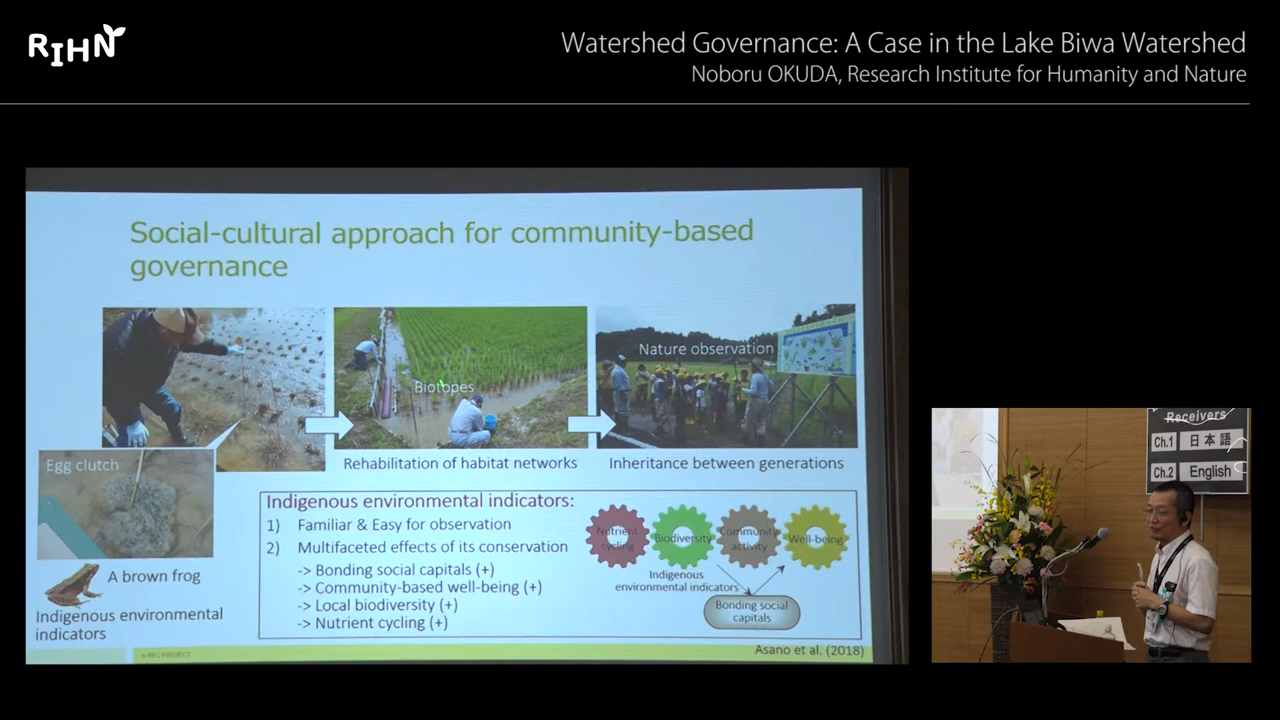 RIHN
Watershed Governance: A Case in the Lake Biwa Watershed
Noboru OKUDA, Research Institute for Humanity and Nature
Social-cultural approach for community-based
governance
Biotopes
Nature observation
Egg clutch
Rehabilitation of habitat networks
Inheritance between generations
A brown frog
Indigenous environmental
indicators
Indigenous environmental indicators:
1) Familiar & Easy for observation
2) Multifaceted effects of its conservation
-> Bonding social capitals (+)
-> Community-based well-being (+)
-> Local biodiversity (+)
-> Nutrient cycling (+)
Nutrient
cycling
Biodiversity
Community
activity
Well-being
Indigenous
environmental indicators
Bonding social
capitals
Asano et al. (2018)
Receivers
Ch.1 日本語
Ch.2 English